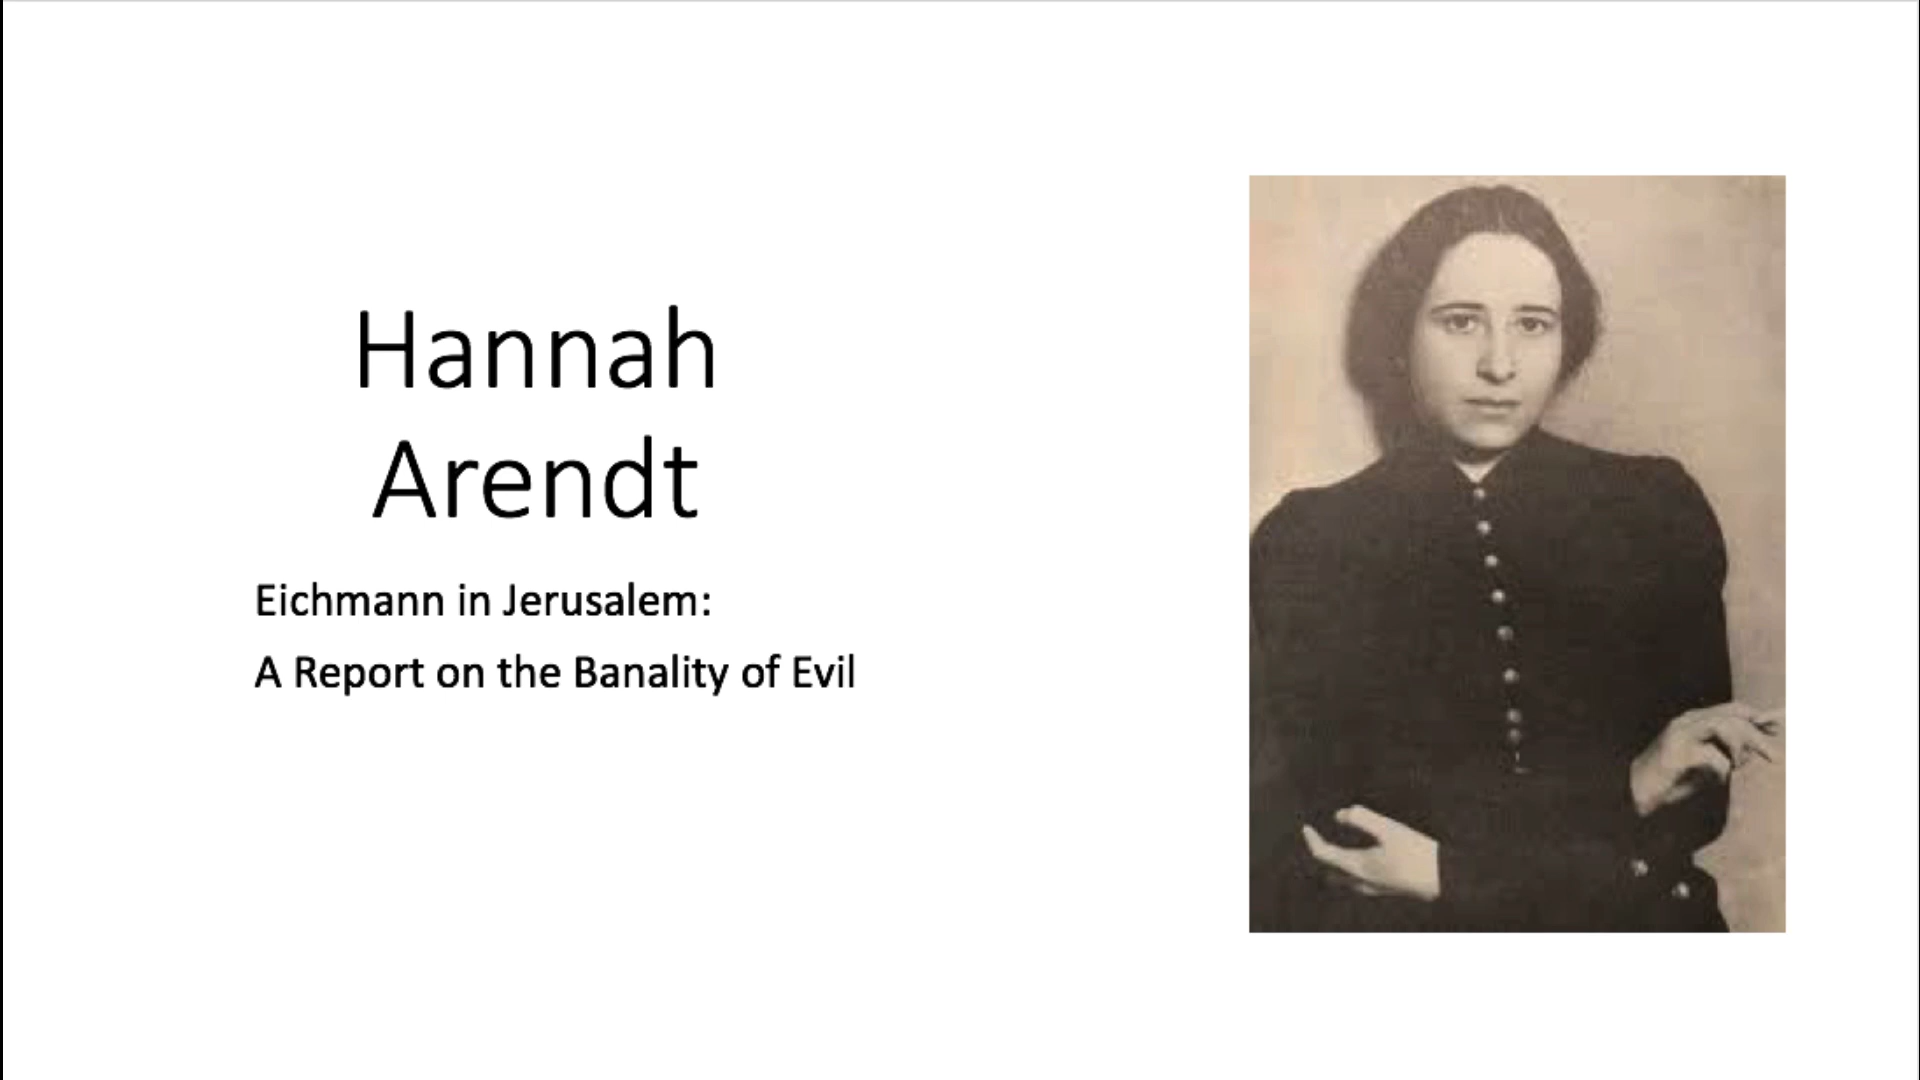 Hannah
Arendt
Eichmann in Jerusalem:
A Report on the Banality of Evil